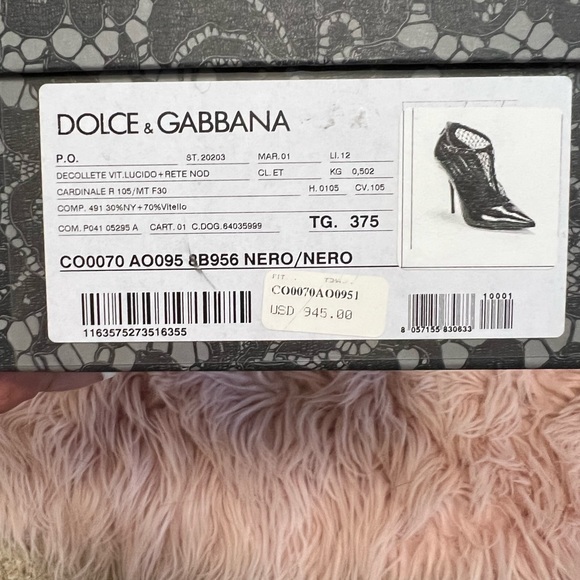 DOLCE & GABBANA
P.O. ST. 20203 MAR. 01 LI. 12
DECOLLETE VIT.LUCIDO+RETE NOD CL. ET KG 0,502
CARDINALE R 105/MT F30 H. 0105 CV. 105
COMP. 491 30%NY+70%Vitello
COM. P041 05295 A CART. 01 C.DOG. 64035999 TG. 375
CO0070 AO095 8B956 NERO/NERO
CO0070AO0951
USD 945.00
1163575273516355
10001
8 057155 830633